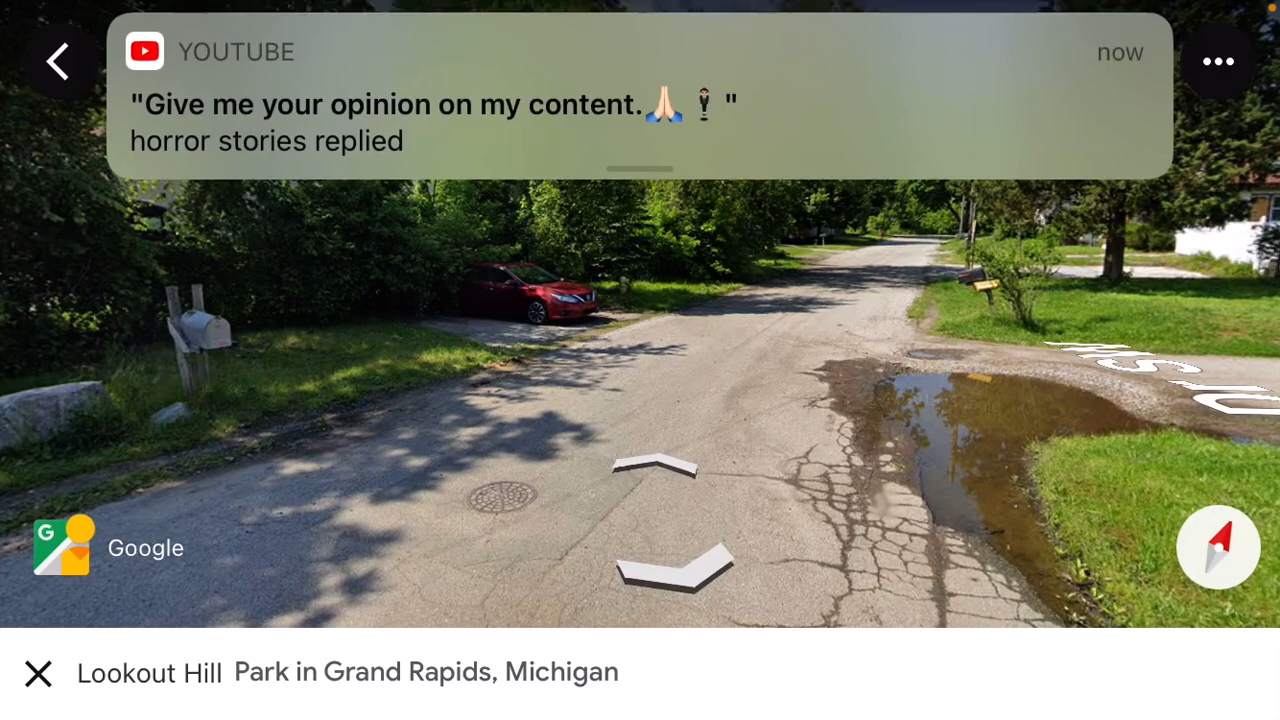 YOUTUBE
now
"Give me your opinion on my content.🙏🏻🕴🏻"
horror stories replied
Google
Lookout Hill Park in Grand Rapids, Michigan